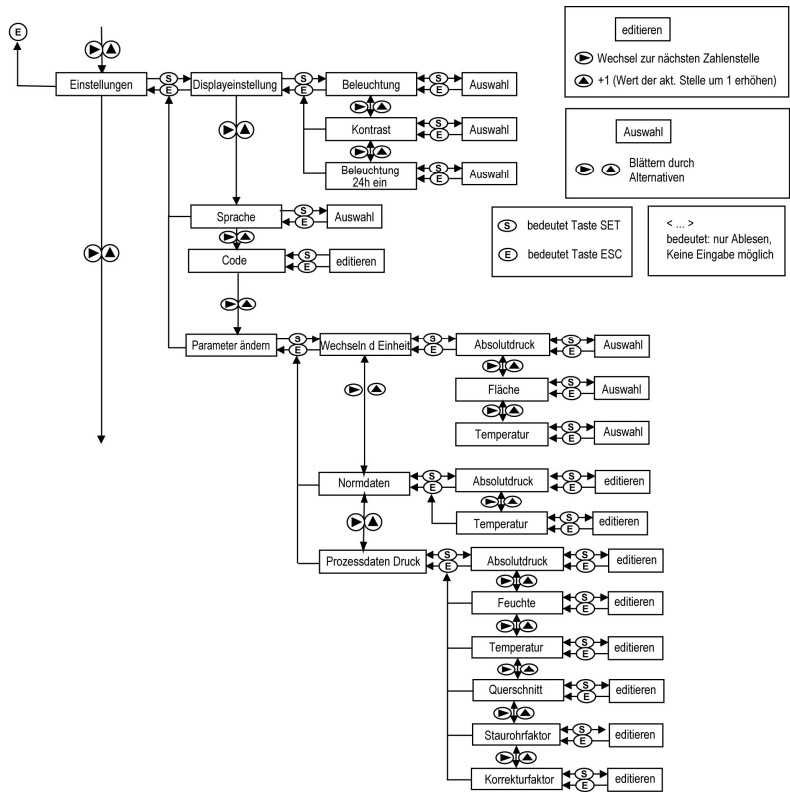 E
editieren
Wechsel zur nächsten Zahlenstelle
+1 (Wert der akt. Stelle um 1 erhöhen)
Einstellungen S E Displayeinstellung S E Beleuchtung S E Auswahl
Kontrast S E Auswahl
Auswahl
Blättern durch
Alternativen
Beleuchtung
24h ein S E Auswahl
Sprache S E Auswahl
S bedeutet Taste SET
E bedeutet Taste ESC
< ... >
bedeutet: nur Ablesen,
Keine Eingabe möglich
Code S E editieren
Parameter ändern S E Wechseln d Einheit S E Absolutdruck S E Auswahl
Fläche S E Auswahl
Temperatur S E Auswahl
Normdaten S E Absolutdruck S E editieren
Temperatur S E editieren
Prozessdaten Druck S E Absolutdruck S E editieren
Feuchte S E editieren
Temperatur S E editieren
Querschnitt S E editieren
Staurohrfaktor S E editieren
Korrekturfaktor S E editieren